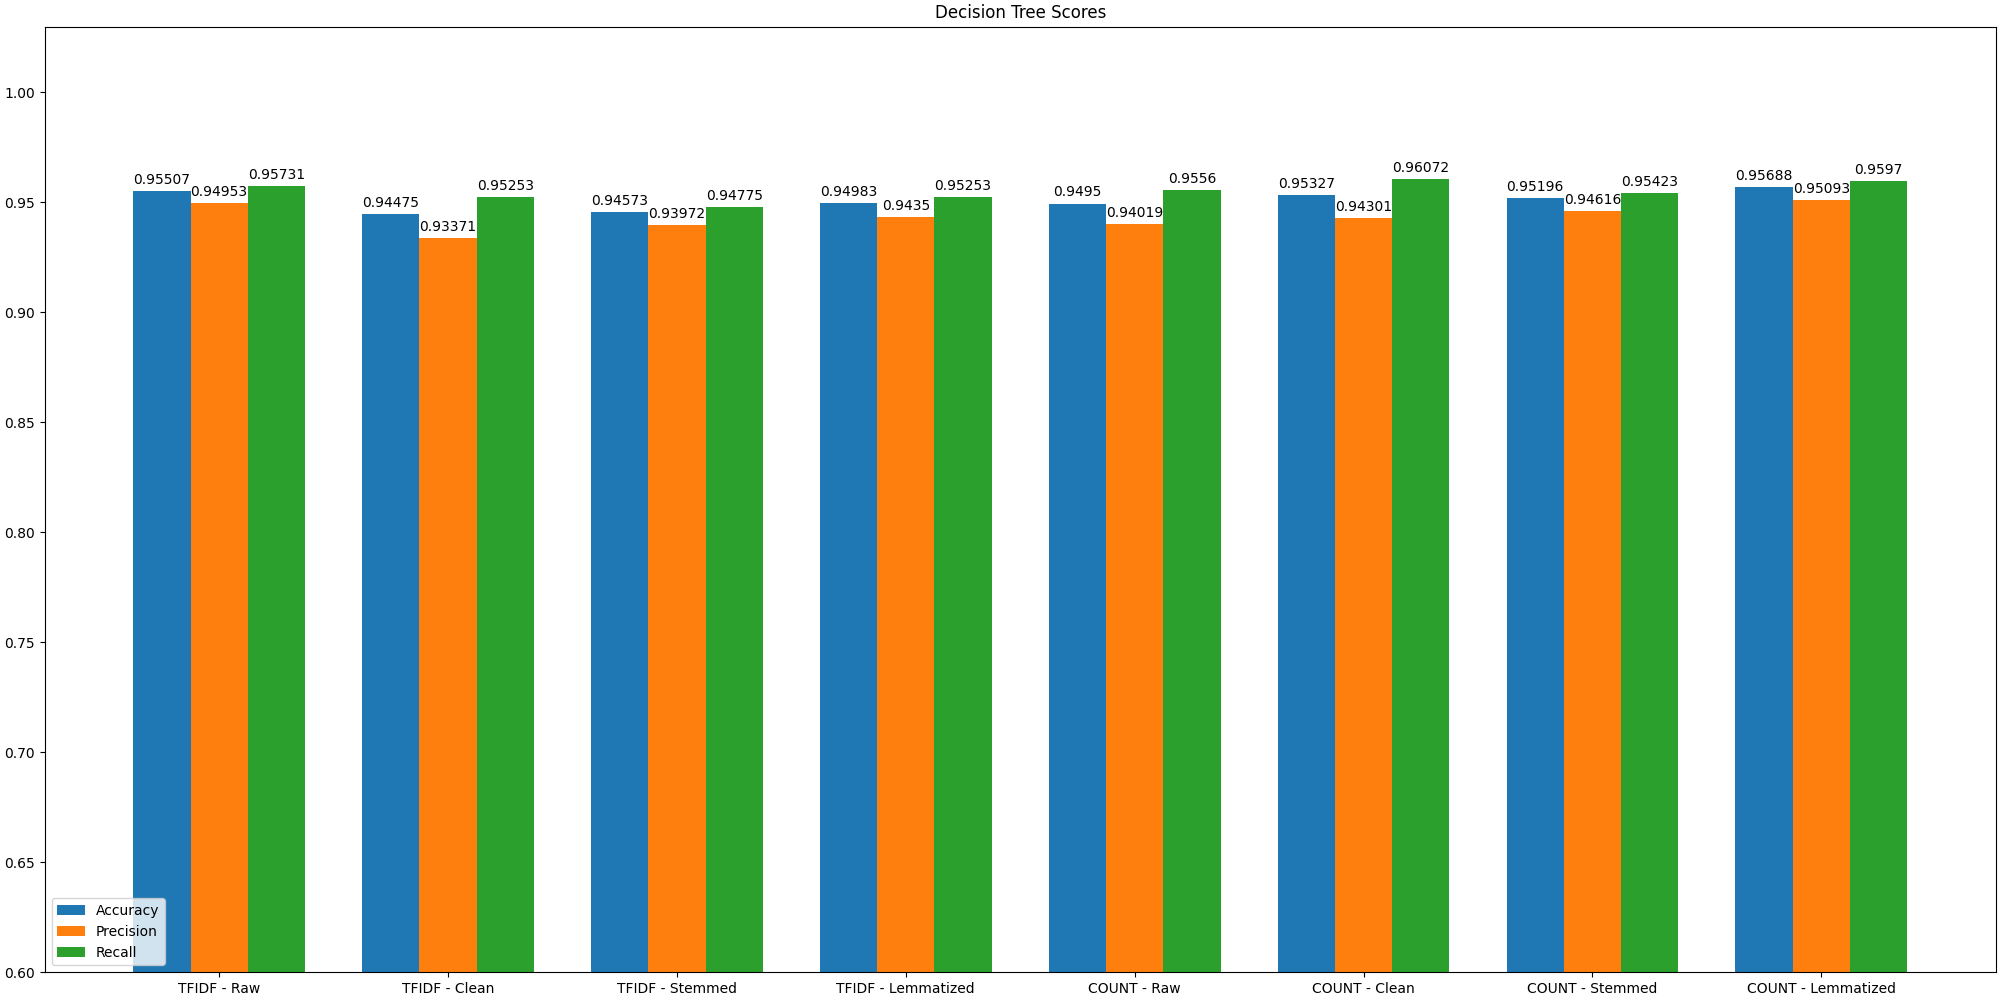 Decision Tree Scores
1.00
0.95
0.90
0.85
0.80
0.75
0.70
0.65
0.60
0.95507
0.94953
0.95731
0.94475
0.93371
0.95253
0.94573
0.93972
0.94775
0.94983
0.9435
0.95253
0.9495
0.94019
0.9556
0.95327
0.94301
0.96072
0.95196
0.94616
0.95423
0.95688
0.95093
0.9597
Accuracy
Precision
Recall
TFIDF - Raw
TFIDF - Clean
TFIDF - Stemmed
TFIDF - Lemmatized
COUNT - Raw
COUNT - Clean
COUNT - Stemmed
COUNT - Lemmatized